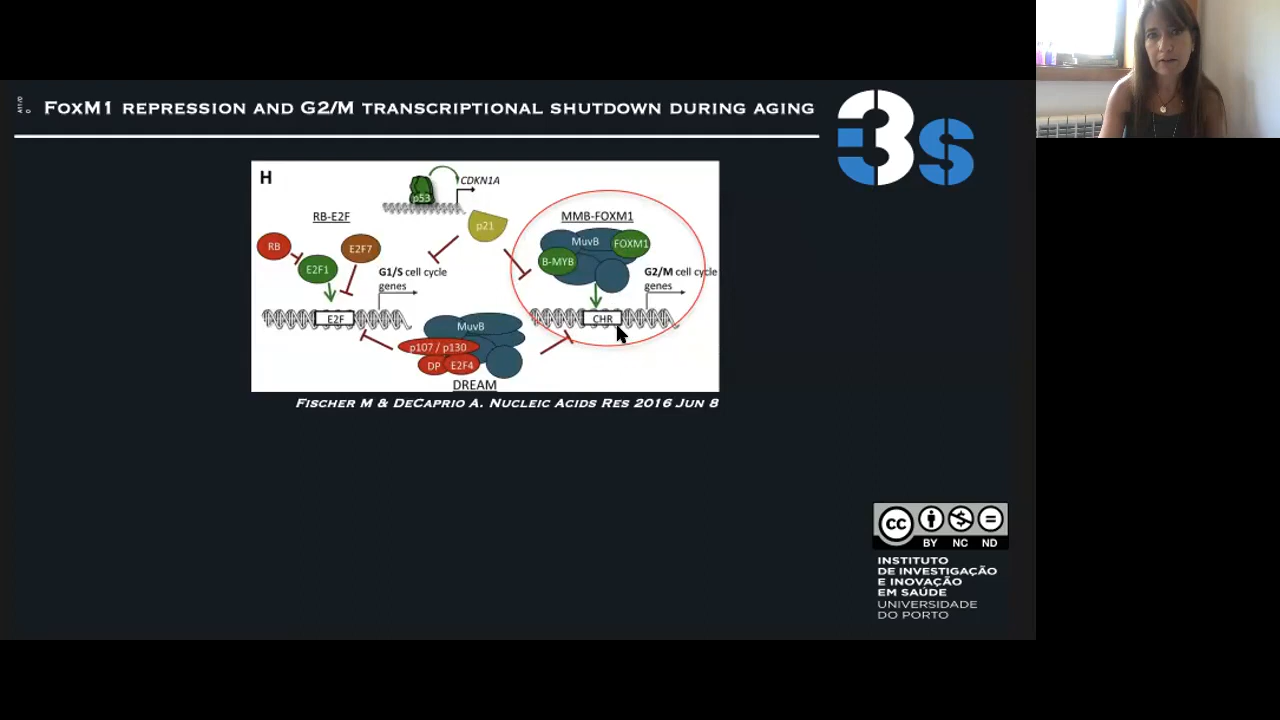 FOXM1 REPRESSION AND G2/M TRANSCRIPTIONAL SHUTDOWN DURING AGING
3s
H
CDKN1A
p53
RB-E2F
p21
MMB-FOXM1
RB
E2F7
MuvB
FOXM1
E2F1
B-MYB
G1/S cell cycle
genes
G2/M cell cycle
genes
E2F
CHR
MuvB
p107 / p130
DP
E2F4
DREAM
Fischer M & DeCaprio A. Nucleic Acids Res 2016 Jun 8
cc
BY NC ND
INSTITUTO
DE INVESTIGAÇÃO
E INOVAÇÃO
EM SAÚDE
UNIVERSIDADE
DO PORTO